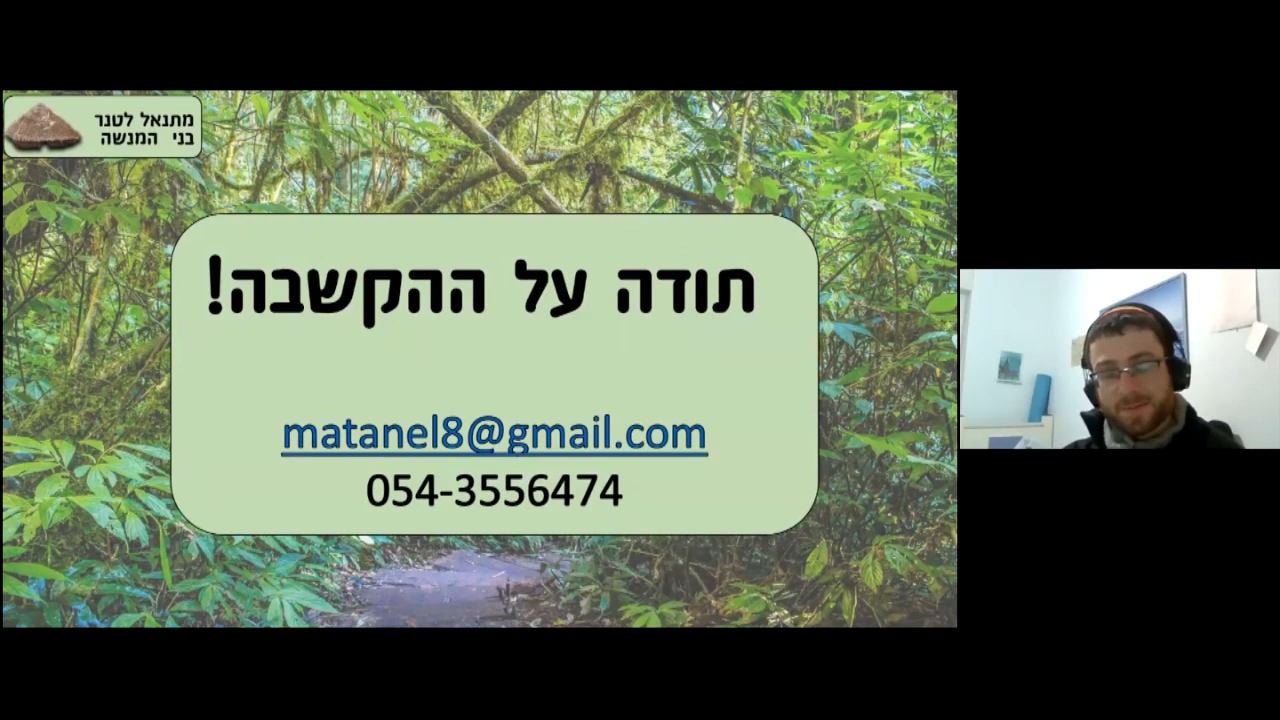 מתנאל לטנר
בני המנשה
תודה על ההקשבה!
matanel8@gmail.com
054-3556474